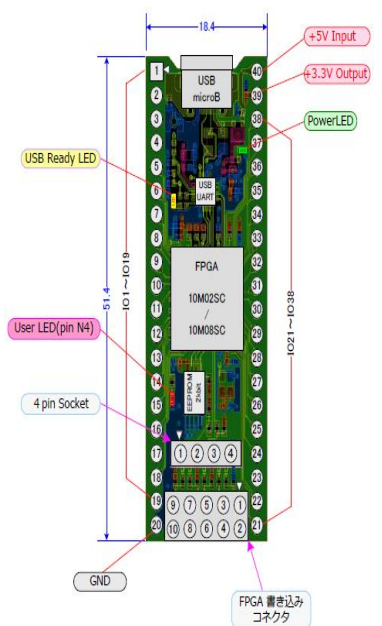 18.4
+5V Input
+3.3V Output
PowerLED
USB
microB
1
2
3
4
5
6
7
8
9
10
11
12
13
14
15
16
17
18
19
20
40
39
38
37
36
35
34
33
32
31
30
29
28
27
26
25
24
23
22
21
USB Ready LED
USB
UART
IO1～IO19
51.4
IO21～IO38
FPGA
10M02SC
/
10M08SC
User LED(pin N4)
EEPROM
2kbit
4 pin Socket
1 2 3 4
9 7 5 3 1
10 8 6 4 2
GND
FPGA 書き込み
コネクタ